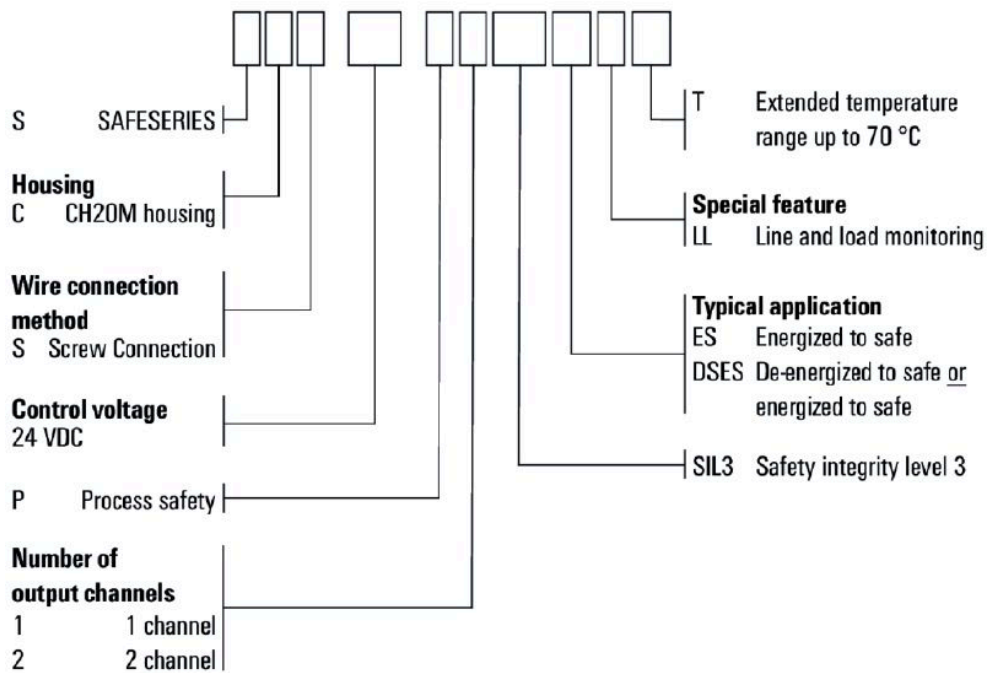 S SAFESERIES
Housing
C CH20M housing
Wire connection
method
S Screw Connection
Control voltage
24 VDC
P Process safety
Number of
output channels
1 1 channel
2 2 channel
T Extended temperature
range up to 70 °C
Special feature
LL Line and load monitoring
Typical application
ES Energized to safe
DSES De-energized to safe or
energized to safe
SIL3 Safety integrity level 3